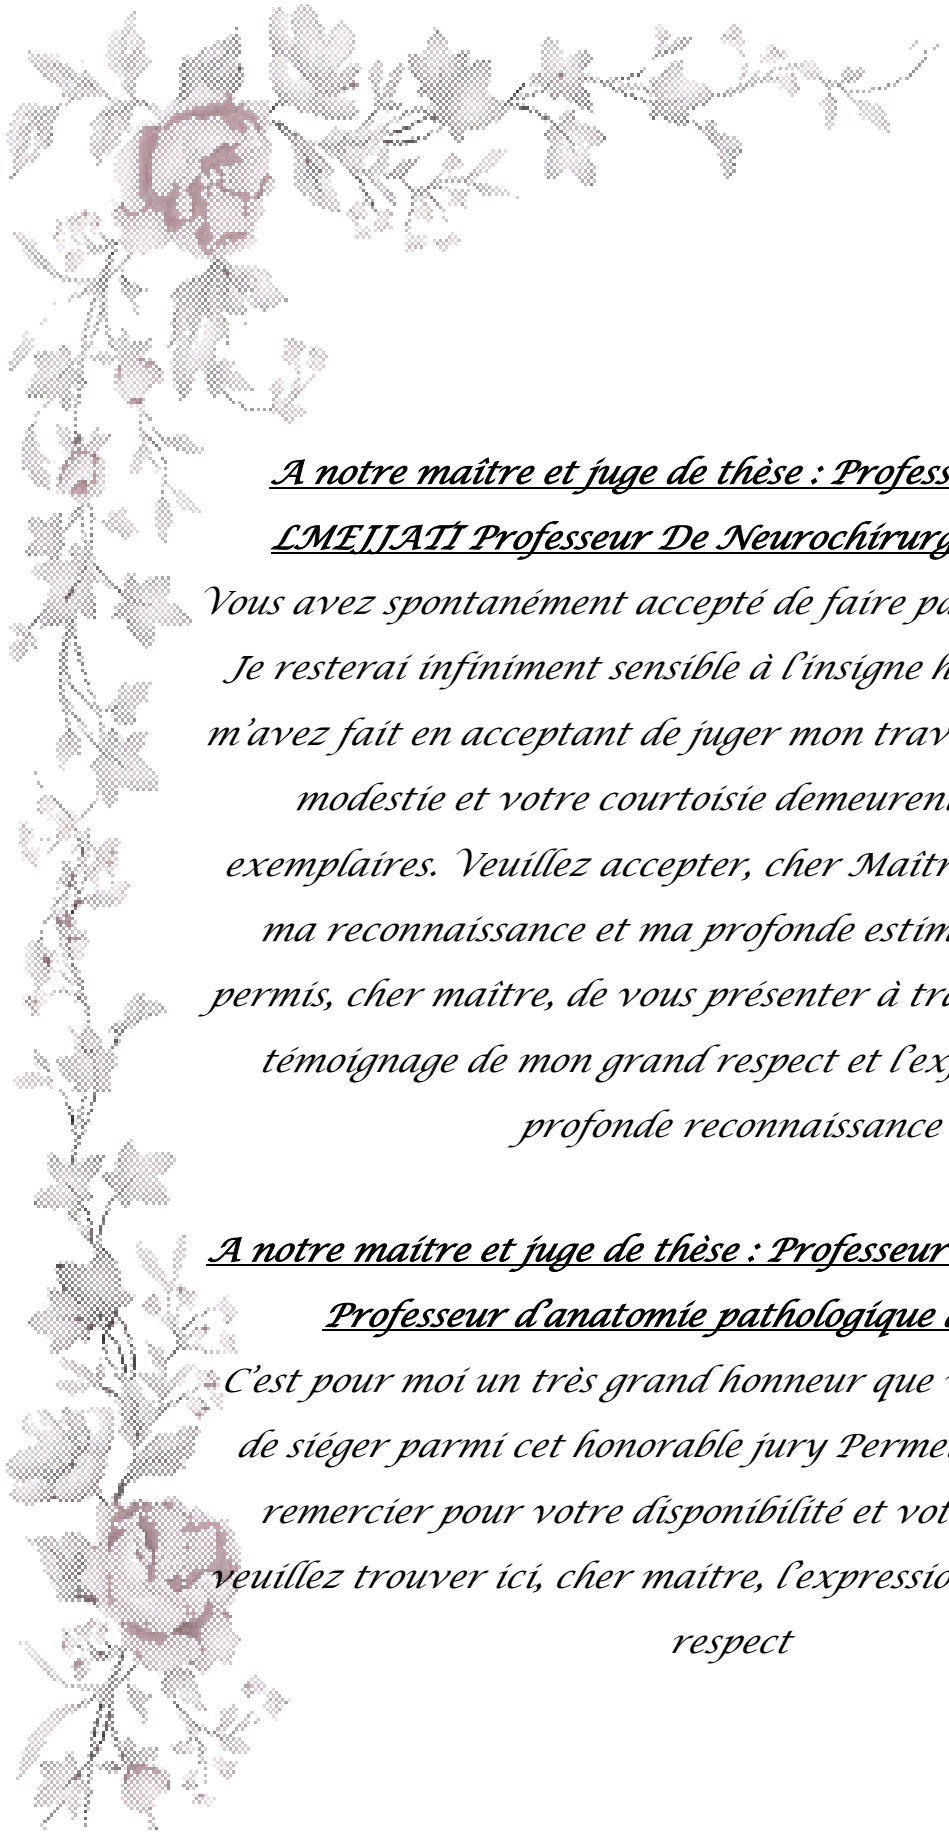 A notre maître et juge de thèse : Profess
LMEJJATI Professeur De Neurochirurg
Vous avez spontanément accepté de faire pa
Je resterai infiniment sensible à l’insigne h
m’avez fait en acceptant de juger mon trav
modestie et votre courtoisie demeuren
exemplaires. Veuillez accepter, cher Maîtr
ma reconnaissance et ma profonde estim
permis, cher maître, de vous présenter à tra
témoignage de mon grand respect et l’exp
profonde reconnaissance
A notre maitre et juge de thèse : Professeur
Professeur d’anatomie pathologique
C’est pour moi un très grand honneur que
de siéger parmi cet honorable jury Perme
remercier pour votre disponibilité et vot
veuillez trouver ici, cher maitre, l’expressio
respect